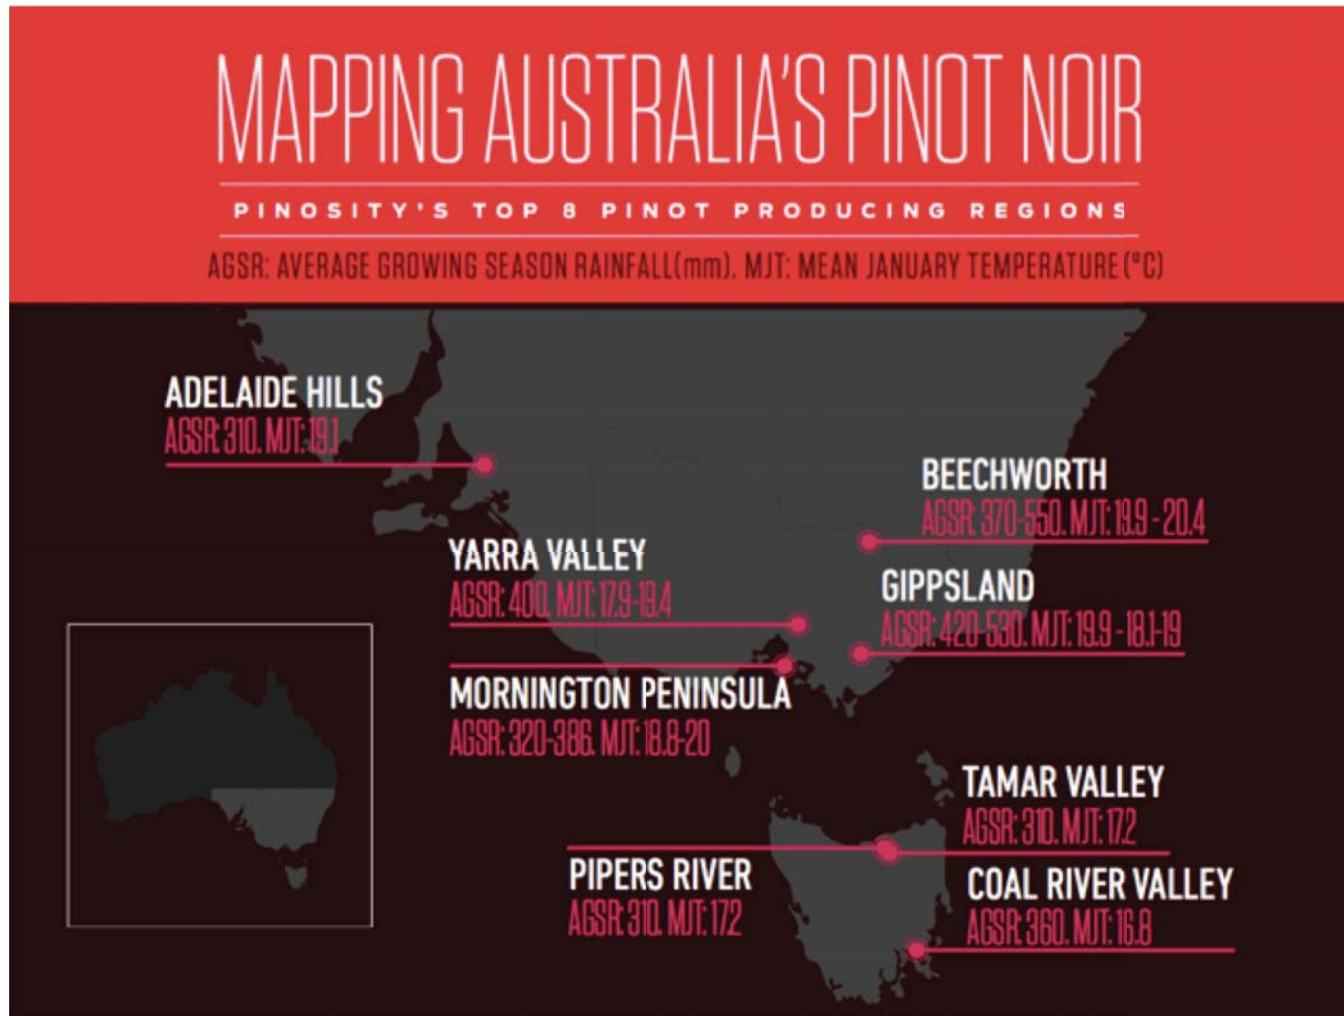 MAPPING AUSTRALIA'S PINOT NOIR
PINOSITY'S TOP 8 PINOT PRODUCING REGIONS
AGSR: AVERAGE GROWING SEASON RAINFALL(mm). MJT: MEAN JANUARY TEMPERATURE (ºC)
ADELAIDE HILLS
AGSR: 310. MJT: 19.1
BEECHWORTH
AGSR: 370-550. MJT: 19.9 - 20.4
YARRA VALLEY
AGSR: 400. MJT: 17.9-19.4
GIPPSLAND
AGSR: 420-530. MJT: 19.9 - 18.1-19
MORNINGTON PENINSULA
AGSR: 320-386. MJT: 18.8-20
TAMAR VALLEY
AGSR: 310. MJT: 17.2
PIPERS RIVER
AGSR: 310. MJT: 17.2
COAL RIVER VALLEY
AGSR: 360. MJT: 16.8